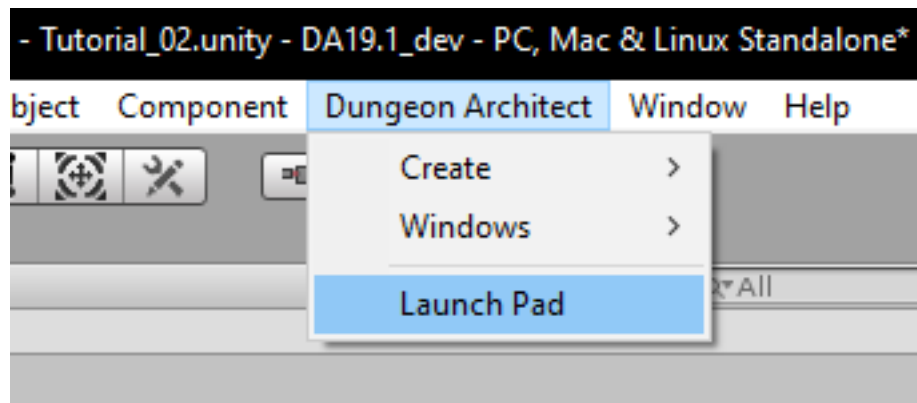 - Tutorial_02.unity - DA19.1_dev - PC, Mac & Linux Standalone*
bject Component Dungeon Architect Window Help
Create
Windows
Launch Pad
All